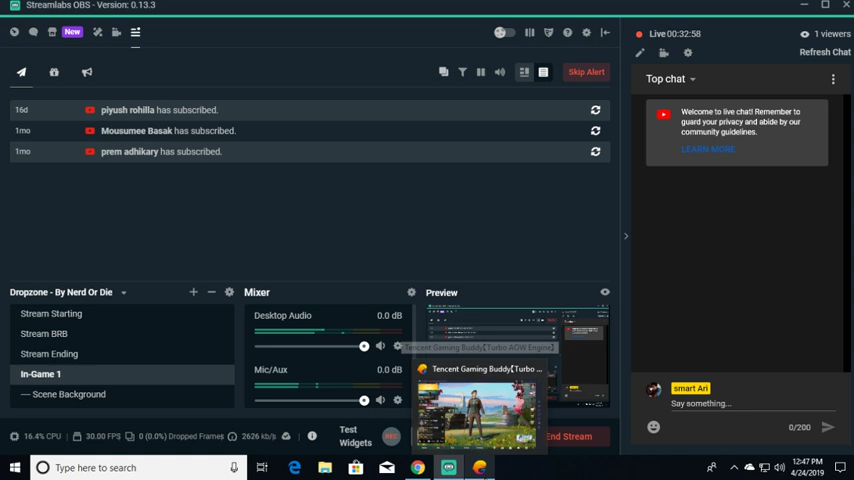 Streamlabs OBS - Version: 0.13.3
New
Live 00:32:58
1 viewers
Refresh Chat
Skip Alert
Top chat
16d piyush rohilla has subscribed.
1mo Mousumee Basak has subscribed.
1mo prem adhikary has subscribed.
Welcome to live chat! Remember to
guard your privacy and abide by our
community guidelines.
LEARN MORE
Dropzone - By Nerd Or Die
Stream Starting
Stream BRB
Stream Ending
In-Game 1
— Scene Background
Mixer
Desktop Audio 0.0 dB
Mic/Aux 0.0 dB
Preview
Tencent Gaming Buddy【Turbo AOW Engine】
Tencent Gaming Buddy【Turbo ...
smart Ari
Say something...
0/200
16.4% CPU
30.00 FPS
0 (0.0%) Dropped Frames
2626 kb/s
Test
Widgets
REC
End Stream
Type here to search
12:47 PM
4/24/2019